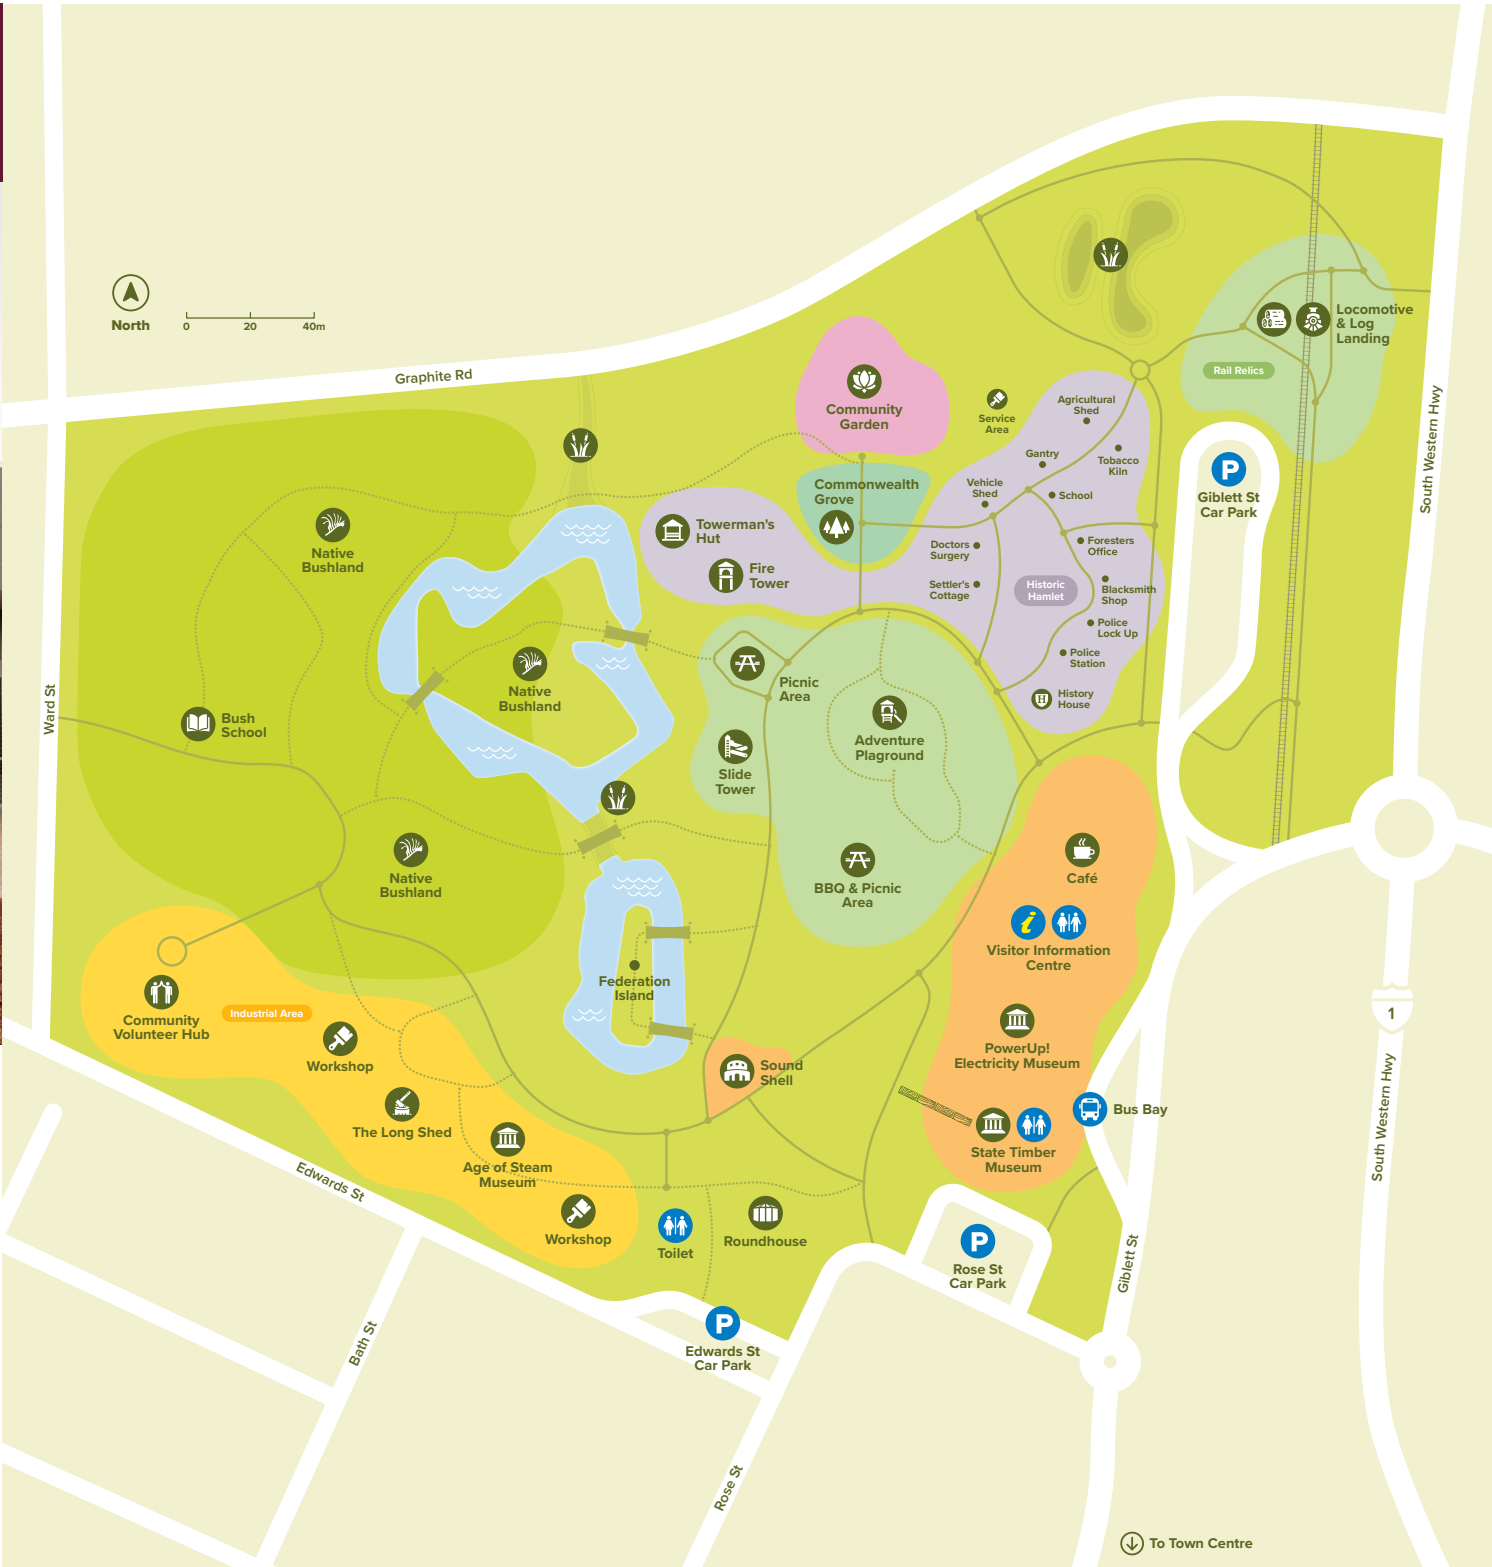 Locomotive
& Log
Landing
North
0 20 40m
Graphite Rd
Rail Relics
Community
Garden
Service
Area
Agricultural
Shed
South Western Hwy
Gantry
Tobacco
Kiln
Commonwealth
Grove
Vehicle
Shed
School
P
Giblett St
Car Park
Native
Bushland
Towerman's
Hut
Fire
Tower
Doctors
Surgery
Foresters
Office
Settler's
Cottage
Historic
Hamlet
Blacksmith
Shop
Police
Lock Up
Police
Station
H
History
House
Native
Bushland
Picnic
Area
Ward St
Bush
School
Adventure
Plaground
Slide
Tower
Native
Bushland
BBQ & Picnic
Area
Café
i
Visitor Information
Centre
Federation
Island
Community
Volunteer Hub
Industrial Area
Workshop
PowerUp!
Electricity Museum
1
Sound
Shell
Bus Bay
The Long Shed
State Timber
Museum
South Western Hwy
Age of Steam
Museum
Edwards St
Workshop
Toilet
Roundhouse
P
Rose St
Car Park
Giblett St
P
Edwards St
Car Park
Bath St
Rose St
To Town Centre